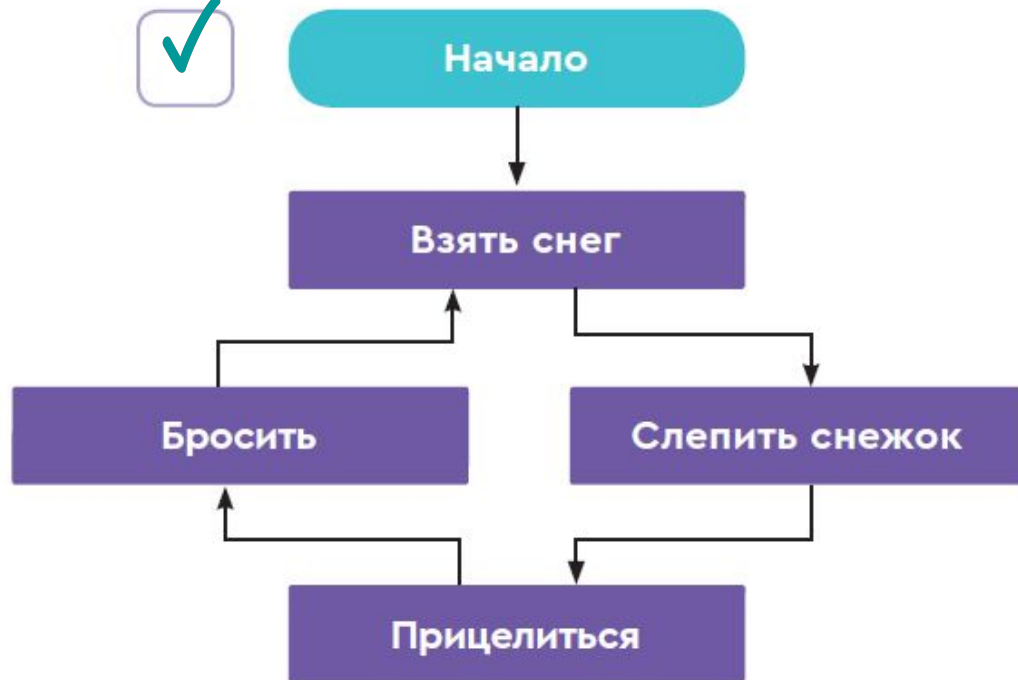 Начало
Взять снег
Бросить
Слепить снежок
Прицелиться